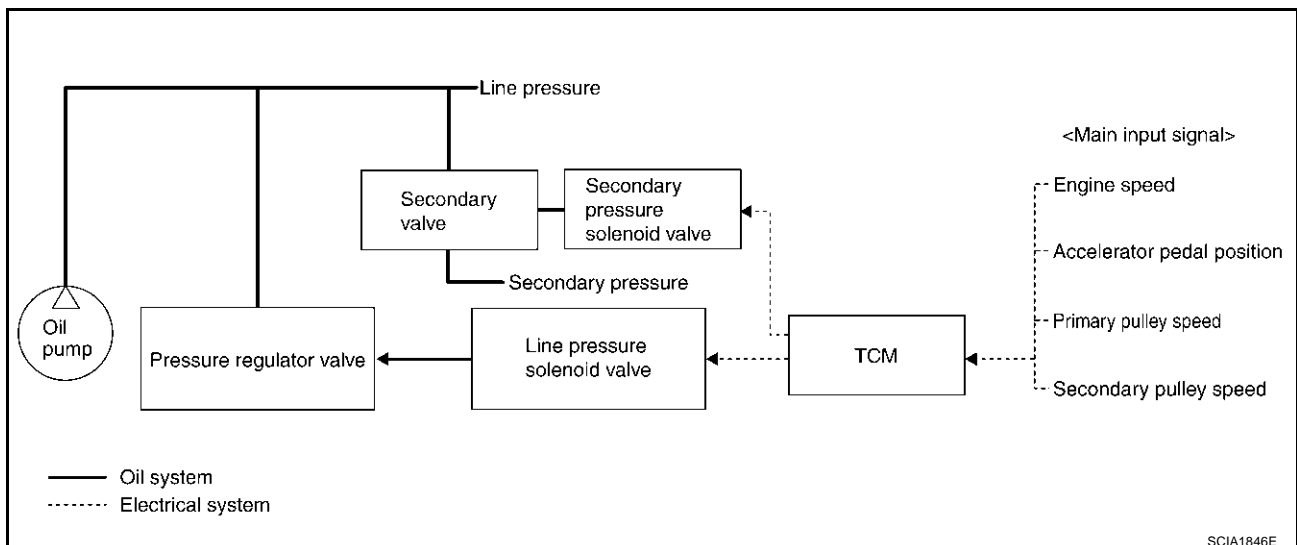 Line pressure
<Main input signal>
Secondary
valve
Secondary
pressure
solenoid valve
Engine speed
Accelerator pedal position
Secondary pressure
Oil
pump
Pressure regulator valve
Line pressure
solenoid valve
TCM
Primary pulley speed
Secondary pulley speed
Oil system
Electrical system
SCIA1846E